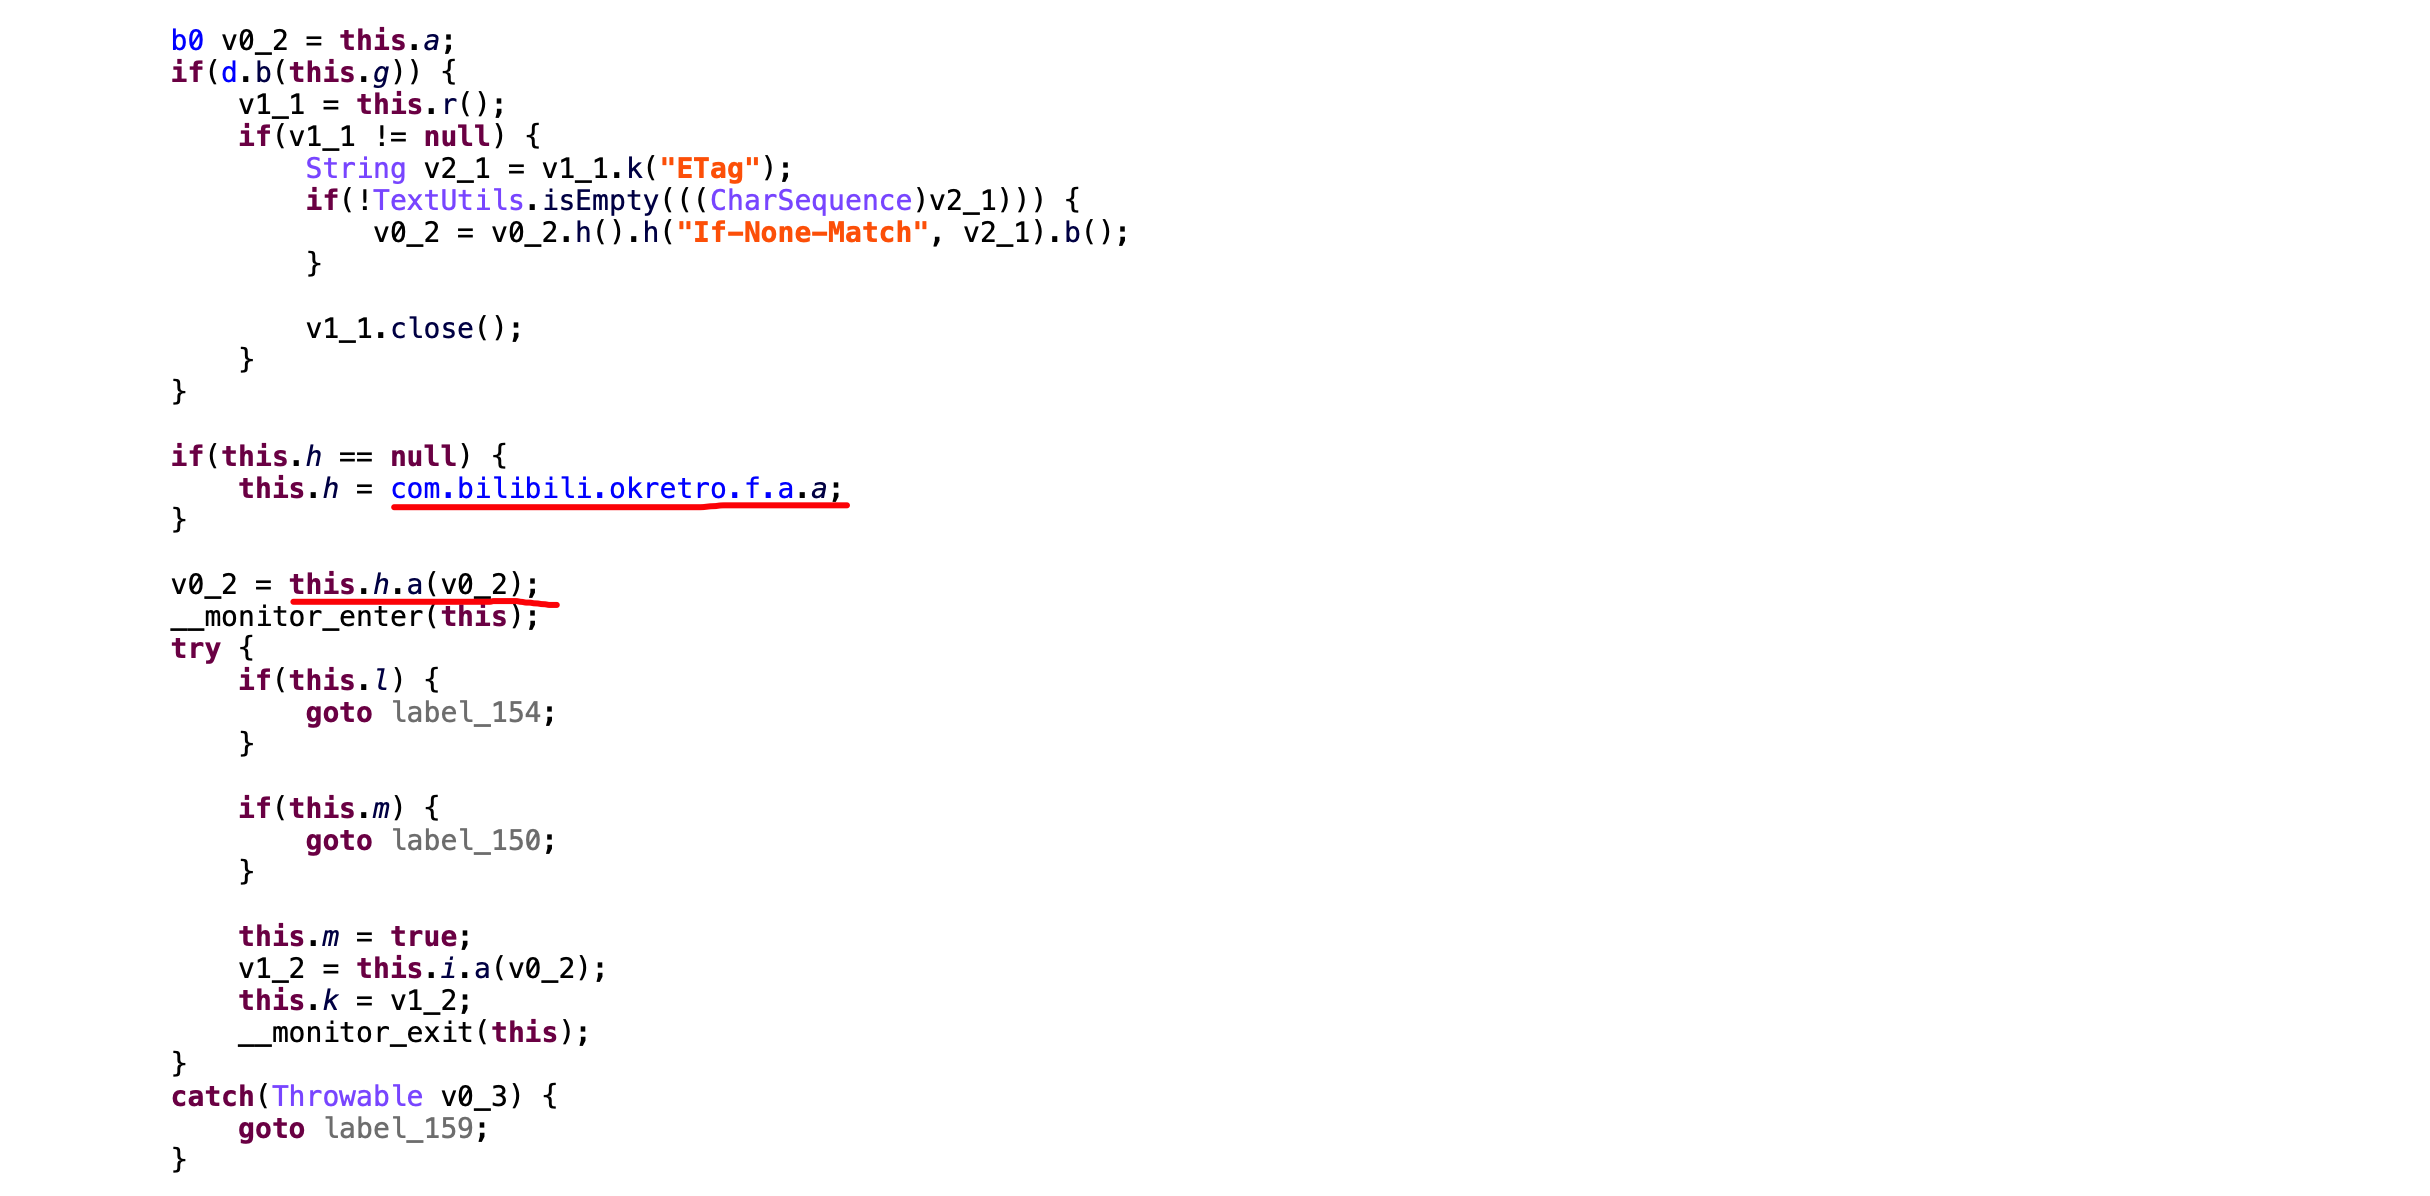 b0 v0_2 = this.a;
if(d.b(this.g)) {
    v1_1 = this.r();
    if(v1_1 != null) {
        String v2_1 = v1_1.k("ETag");
        if(!TextUtils.isEmpty(((CharSequence)v2_1))) {
            v0_2 = v0_2.h().h("If-None-Match", v2_1).b();
        }

        v1_1.close();
    }
}

if(this.h == null) {
    this.h = com.bilibili.okretro.f.a.a;
}

v0_2 = this.h.a(v0_2);
__monitor_enter(this);
try {
    if(this.l) {
        goto label_154;
    }

    if(this.m) {
        goto label_150;
    }

    this.m = true;
    v1_2 = this.i.a(v0_2);
    this.k = v1_2;
    __monitor_exit(this);
}
catch(Throwable v0_3) {
    goto label_159;
}